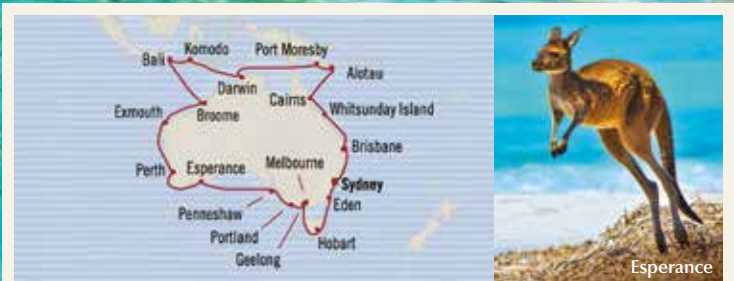 Bali
Komodo
Port Moresby
Alotau
Darwin
Cairns
Exmouth
Broome
Whitsunday Island
Brisbane
Perth
Esperance
Melbourne
Sydney
Eden
Penneshaw
Portland
Geelong
Hobart
Esperance